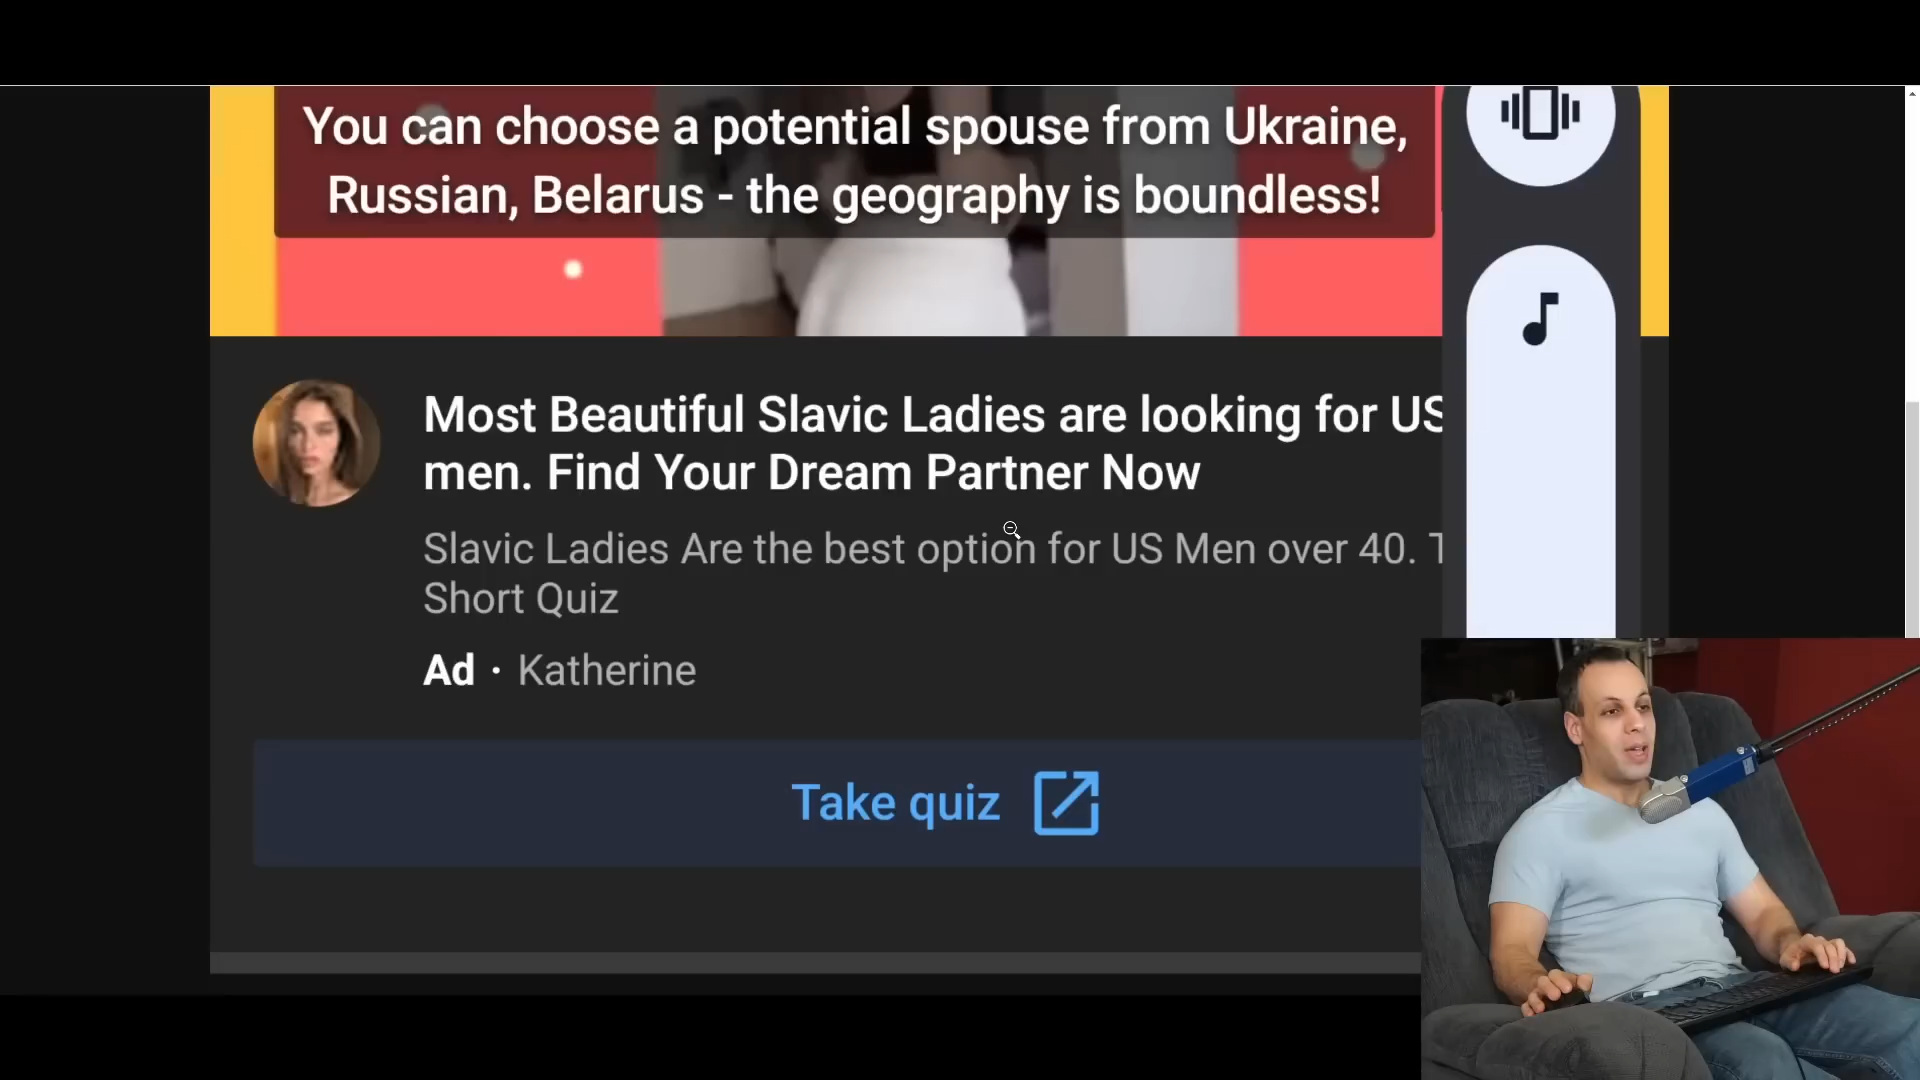 You can choose a potential spouse from Ukraine,
Russian, Belarus - the geography is boundless!
Most Beautiful Slavic Ladies are looking for US
men. Find Your Dream Partner Now
Slavic Ladies Are the best option for US Men over 40.
Short Quiz
Ad · Katherine
Take quiz